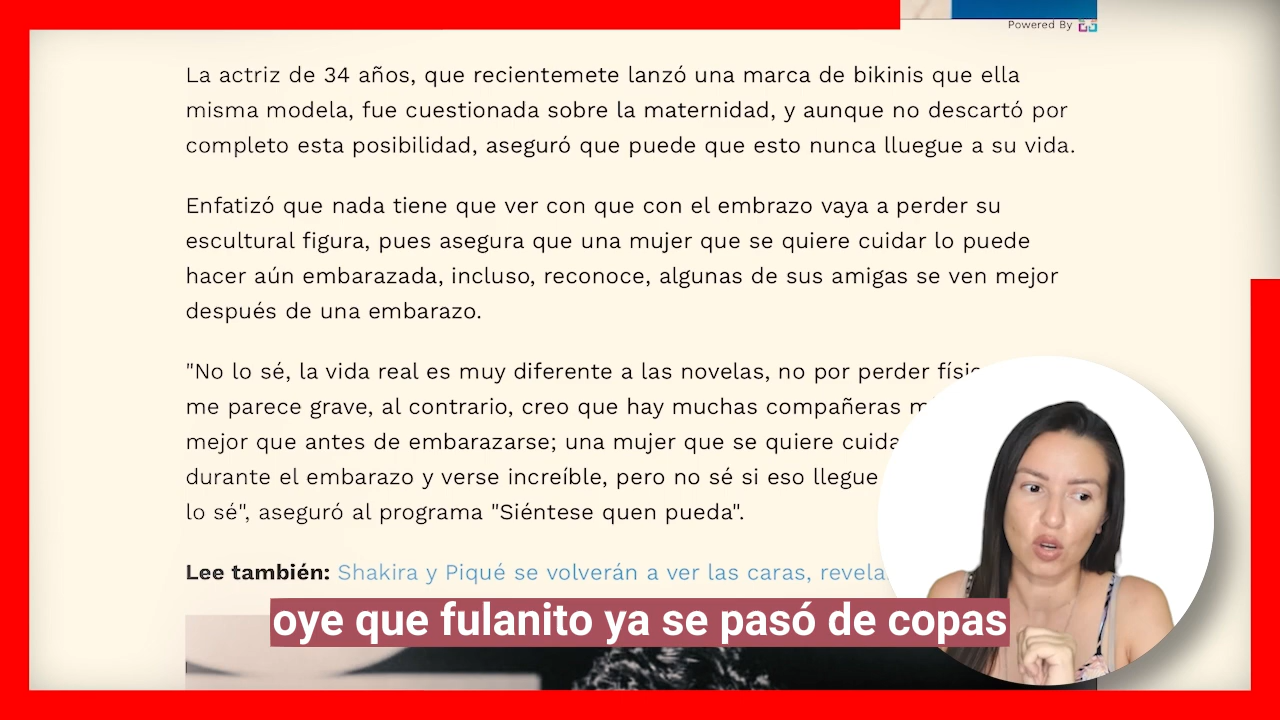 Powered By
La actriz de 34 años, que recientemete lanzó una marca de bikinis que ella
misma modela, fue cuestionada sobre la maternidad, y aunque no descartó por
completo esta posibilidad, aseguró que puede que esto nunca lluegue a su vida.
Enfatizó que nada tiene que ver con que con el embrazo vaya a perder su
escultural figura, pues asegura que una mujer que se quiere cuidar lo puede
hacer aún embarazada, incluso, reconoce, algunas de sus amigas se ven mejor
después de una embarazo.
"No lo sé, la vida real es muy diferente a las novelas, no por perder
me parece grave, al contrario, creo que hay muchas compañeras
mejor que antes de embarazarse; una mujer que se quiere
durante el embarazo y verse increíble, pero no sé si eso llegue
lo sé", aseguró al programa "Siéntese quen pueda".
Lee también: Shakira y Piqué se volverán a ver las caras,
oye que fulanito ya se pasó de copas